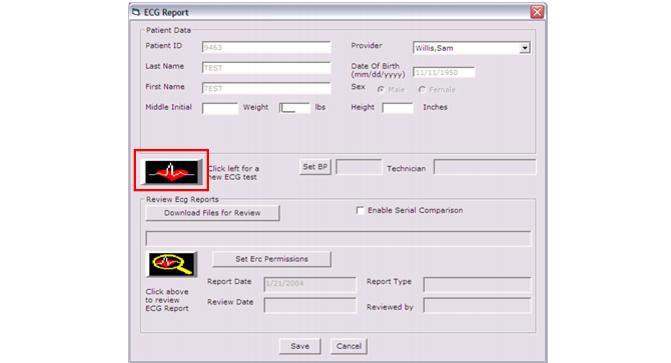 ECG Report
Patient Data
Patient ID 9463 Provider Willis,Sam
Last Name TEST Date Of Birth (mm/dd/yyyy) 11/11/1950
First Name TEST Sex Male Female
Middle Initial Weight lbs Height Inches
Click left for a
new ECG test
Set BP Technician
Review Ecg Reports
Download Files for Review Enable Serial Comparison
Set Erc Permissions
Click above
to review
ECG Report
Report Date 1/21/2004 Report Type
Review Date Reviewed by
Save Cancel